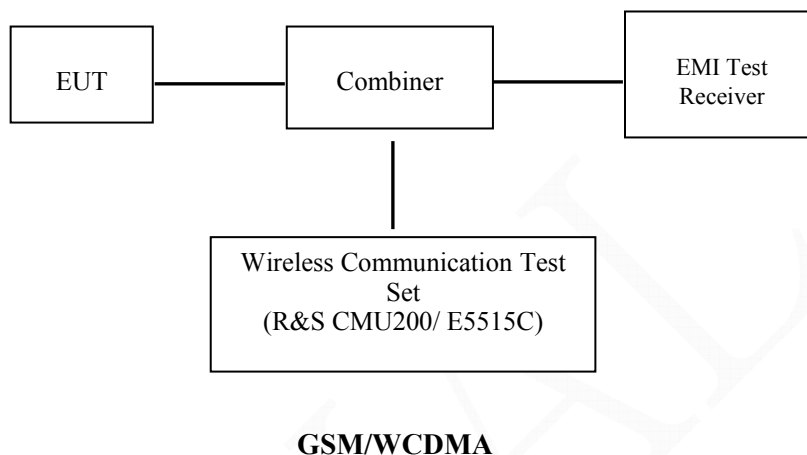 EUT
Combiner
EMI Test
Receiver
Wireless Communication Test
Set
(R&S CMU200/ E5515C)
GSM/WCDMA